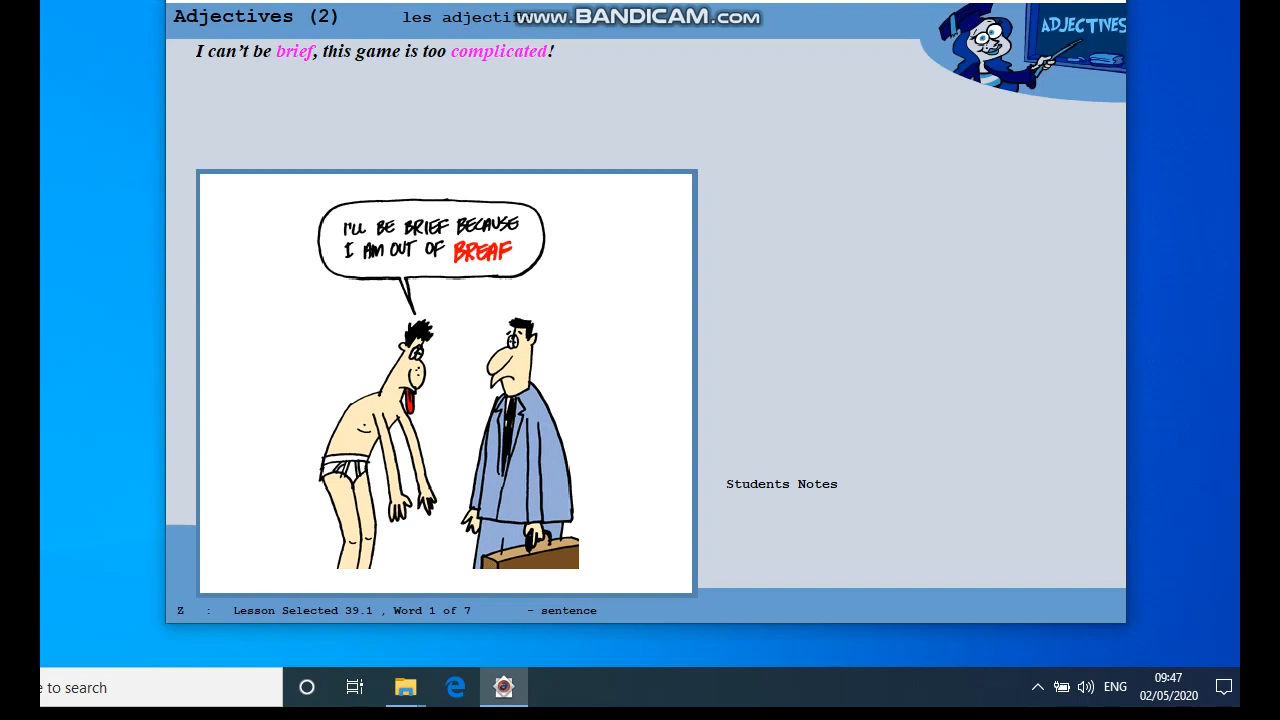 Adjectives (2)
les adjectif
www.BANDICAM.com
ADJECTIVES
I can't be brief, this game is too complicated!
I'LL BE BRIEF BECAUSE
I AM OUT OF BREAF
Students Notes
Z : Lesson Selected 39.1 , Word 1 of 7 - sentence
e to search
ENG
09:47
02/05/2020